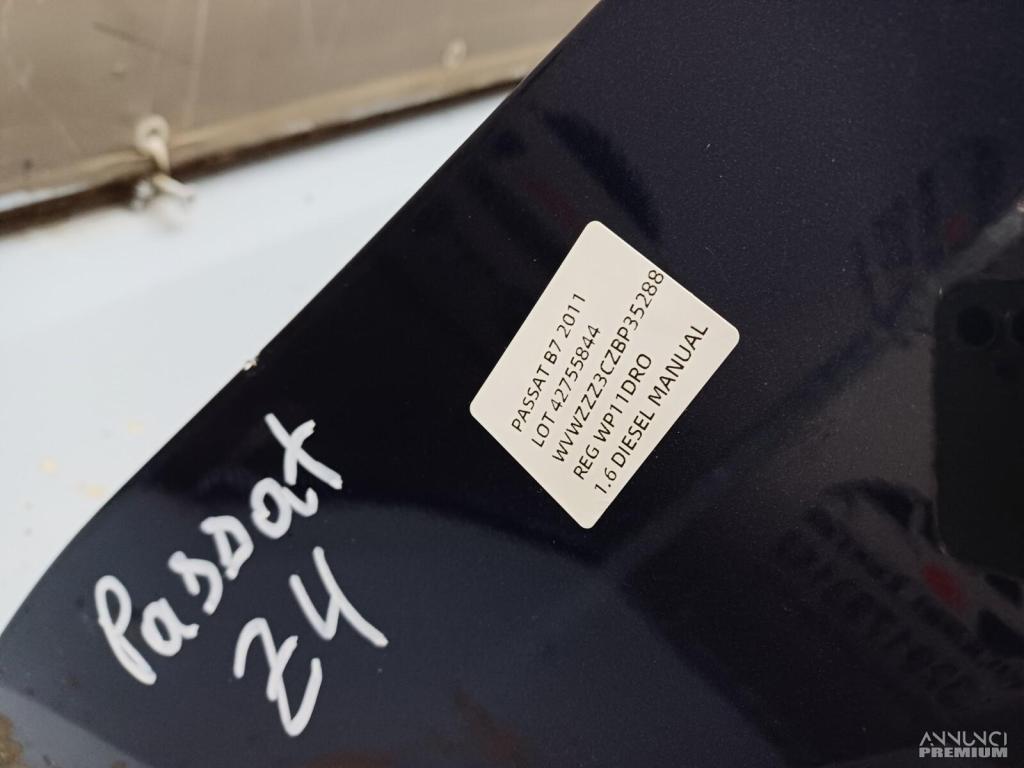 PASSAT B7 2011
LOT 42755844
WVWZZZ3CZBP35288
REG WP11DRO
1.6 DIESEL MANUAL
Passat
Z4
ANNUNCI
PREMIUM